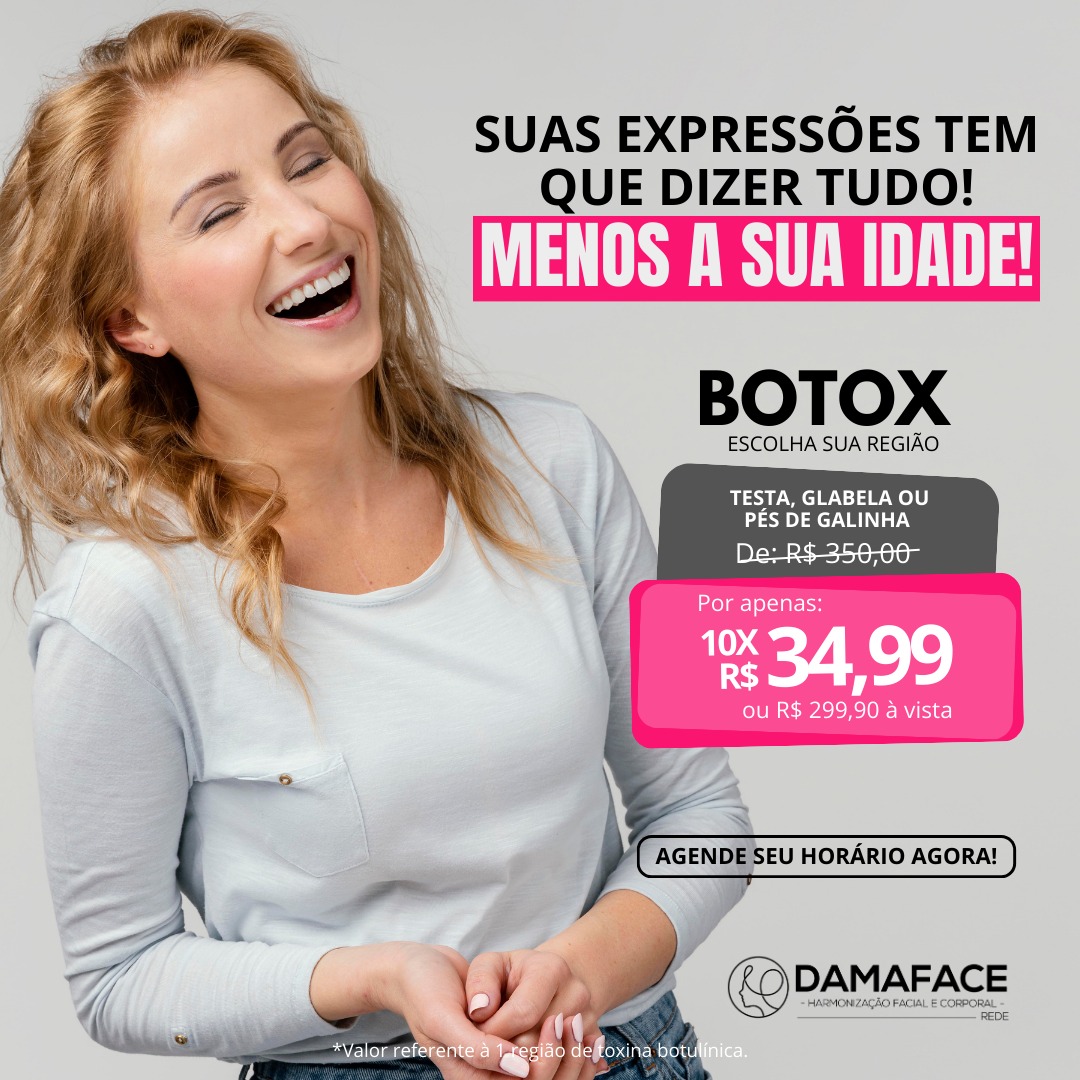 SUAS EXPRESSÕES TEM
QUE DIZER TUDO!
MENOS A SUA IDADE!
BOTOX
ESCOLHA SUA REGIÃO
TESTA, GLABELA OU
PÉS DE GALINHA
De: R$ 350,00
Por apenas:
10X
R$ 34,99
ou R$ 299,90 à vista
AGENDE SEU HORÁRIO AGORA!
DAMAFACE
- HARMONIZAÇÃO FACIAL E CORPORAL -
REDE
*Valor referente à 1 região de toxina botulínica.